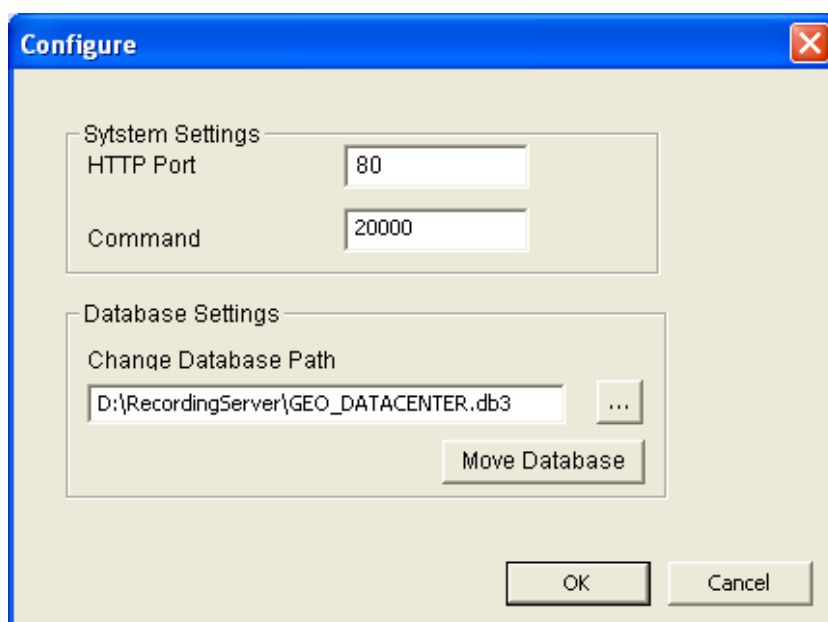 Configure
Sytstem Settings
HTTP Port
80
Command
20000
Database Settings
Change Database Path
D:\RecordingServer\GEO_DATACENTER.db3
...
Move Database
OK
Cancel